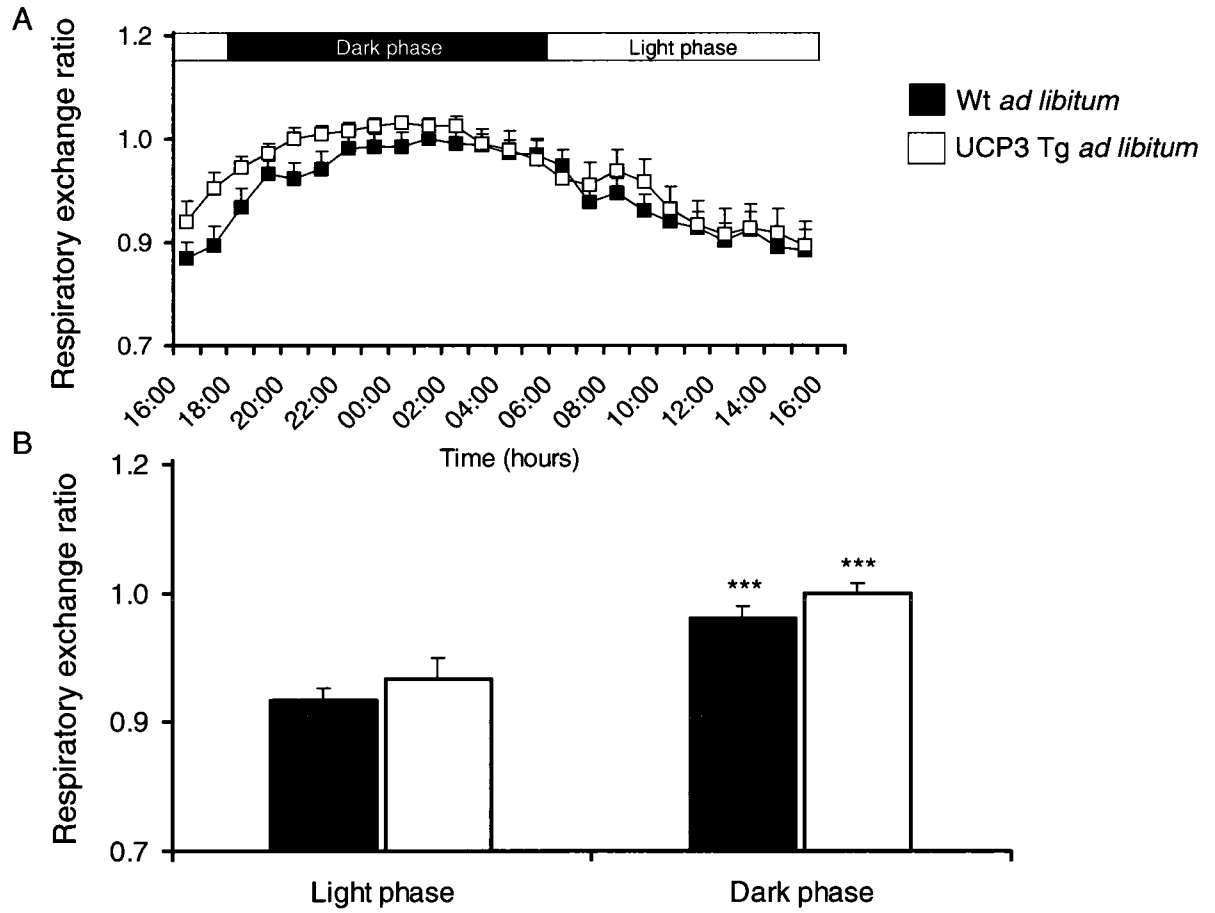 A
Respiratory exchange ratio
1.2
1.0
0.9
0.7
Dark phase
Light phase
Wt ad libitum
UCP3 Tg ad libitum
16:00
18:00
20:00
22:00
00:00
02:00
04:00
06:00
08:00
10:00
12:00
14:00
16:00
Time (hours)
B
Respiratory exchange ratio
1.2
1.0
0.9
0.7
***
***
Light phase
Dark phase